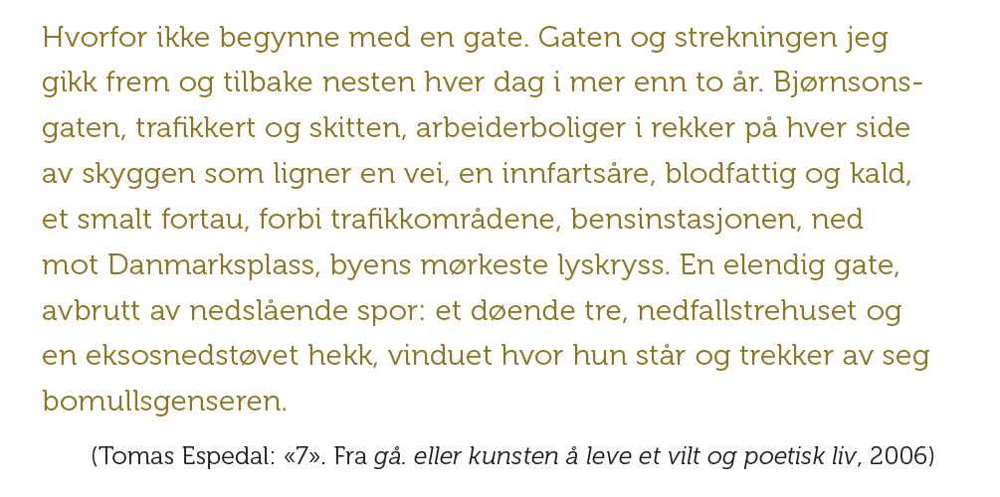 Hvorfor ikke begynne med en gate. Gaten og strekningen jeg
gikk frem og tilbake nesten hver dag i mer enn to år. Bjørnsons-
gaten, trafikkert og skitten, arbeiderboliger i rekker på hver side
av skyggen som ligner en vei, en innfartsåre, blodfattig og kald,
et smalt fortau, forbi trafikkområdene, bensinstasjonen, ned
mot Danmarksplass, byens mørkeste lyskryss. En elendig gate,
avbrutt av nedslående spor: et døende tre, nedfallstrehuset og
en eksosnedstøvet hekk, vinduet hvor hun står og trekker av seg
bomullsgenseren.
(Tomas Espedal: «7». Fra gå. eller kunsten å leve et vilt og poetisk liv, 2006)